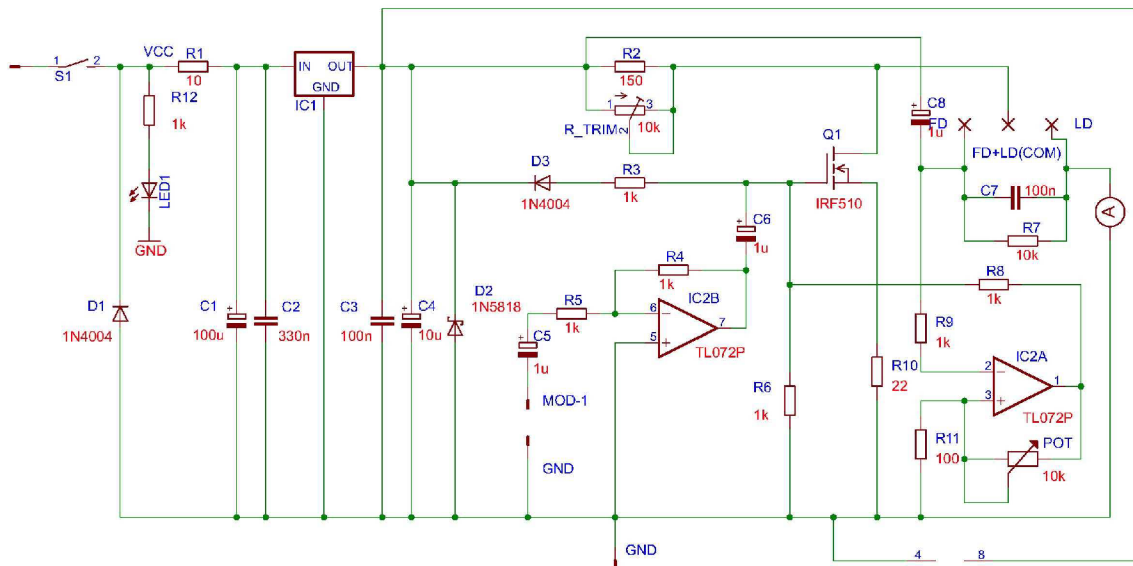 1 2
S1
VCC
R1
10
R12
1k
LED1
GND
IN OUT
GND
IC1
R2
150
1 3
R_TRIM 2
10k
C8
1u
FD
LD
FD+LD(COM)
C7
100n
R7
10k
A
Q1
IRF510
D3
1N4004
R3
1k
C6
1u
R4
1k
R5
1k
IC2B
6
5
7
TL072P
C5
1u
MOD-1
GND
D1
1N4004
C1
100u
C2
330n
C3
100n
C4
10u
D2
1N5818
R6
1k
R10
22
R8
1k
R9
1k
IC2A
2
3
1
TL072P
R11
100
POT
10k
GND
4 8